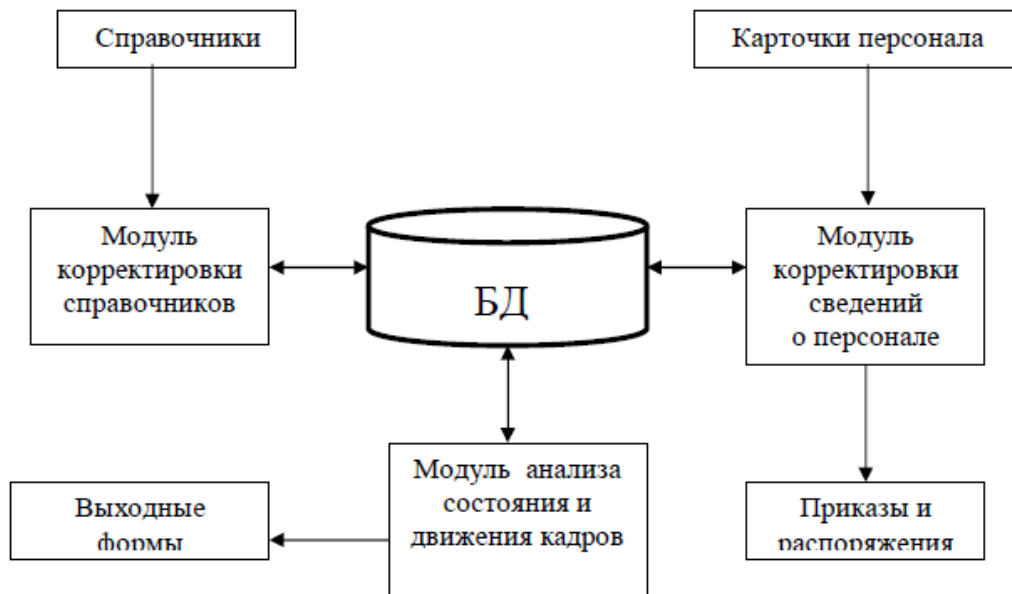 Справочники
Карточки персонала
Модуль
корректировки
справочников
БД
Модуль
корректировки
сведений
о персонале
Модуль анализа
состояния и
движения кадров
Выходные
формы
Приказы и
распоряжения